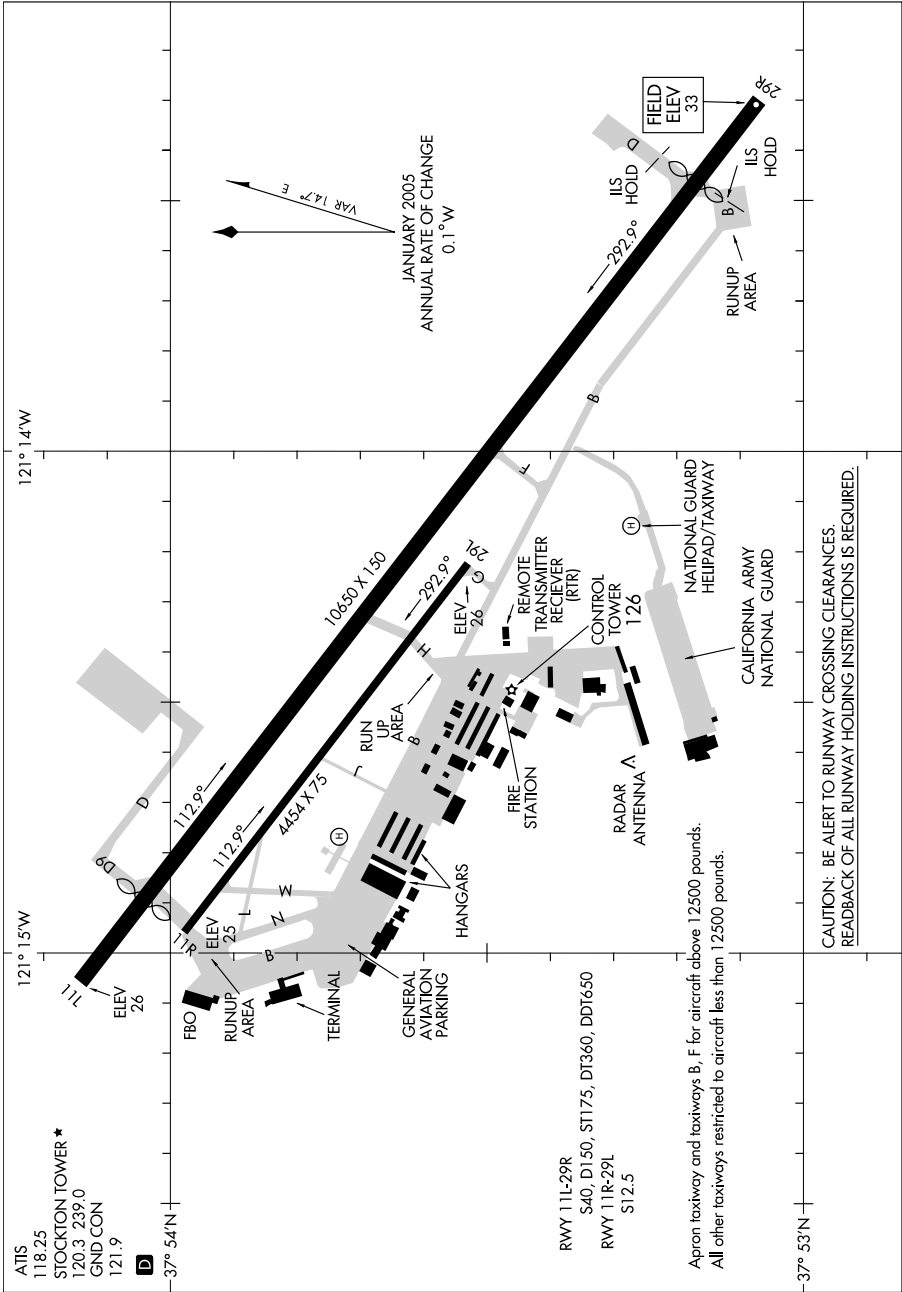 ATIS
118.25
STOCKTON TOWER★
120.3 239.0
GND CON
121.9
D
37° 54'N
121° 15'W
121° 14'W
37° 53'N
JANUARY 2005
ANNUAL RATE OF CHANGE
0.1°W
VAR 14.7° E
FIELD
ELEV
33
29R
ILS
HOLD
D
ILS
HOLD
B
RUNUP
AREA
292.9°
10650 X 150
112.9°
11L
ELEV
26
D9
D
B
F
H
G
29L
ELEV
26
292.9°
4454 X 75
112.9°
11R
ELEV
25
L
N
M
B
J
B
H
RUN
UP
AREA
FBO
RUNUP
AREA
TERMINAL
GENERAL
AVIATION
PARKING
HANGARS
FIRE
STATION
REMOTE
TRANSMITTER
RECIEVER
(RTR)
CONTROL
TOWER
126
RADAR
ANTENNA
H
NATIONAL GUARD
HELIPAD/TAXIWAY
CALIFORNIA ARMY
NATIONAL GUARD
RWY 11L-29R
S40, D150, ST175, DT360, DDT650
RWY 11R-29L
S12.5
Apron taxiway and taxiways B, F for aircraft above 12500 pounds.
All other taxiways restricted to aircraft less than 12500 pounds.
CAUTION: BE ALERT TO RUNWAY CROSSING CLEARANCES.
READBACK OF ALL RUNWAY HOLDING INSTRUCTIONS IS REQUIRED.